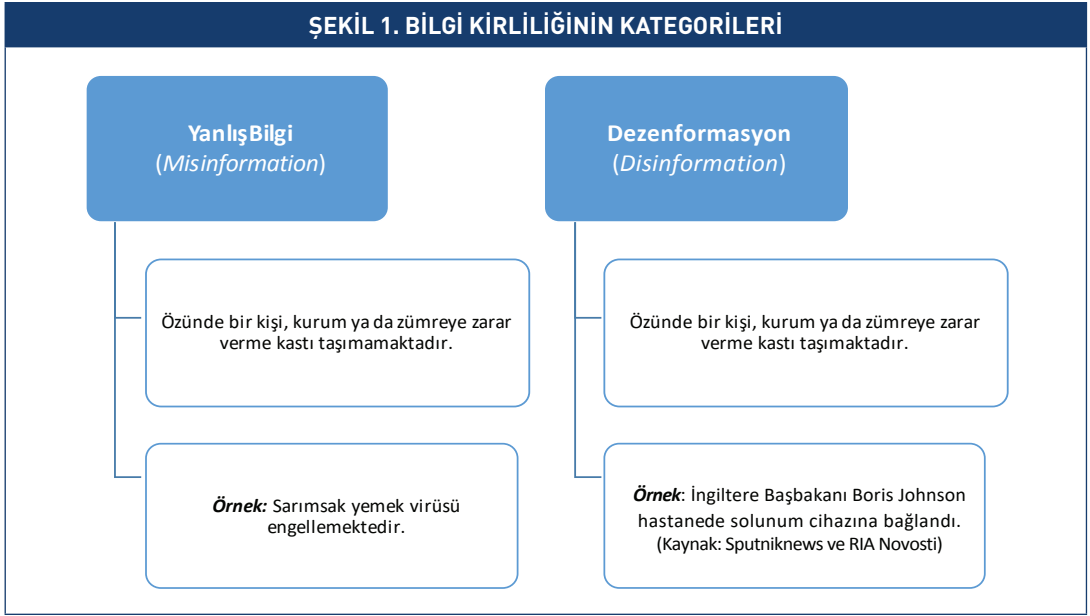 ŞEKİL 1. BİLGİ KİRLİLİĞİNİN KATEGORİLERİ
YanlışBilgi
(Misinformation)
Özünde bir kişi, kurum ya da zümreye zarar
verme kastı taşımamaktadır.
Örnek: Sarımsak yemek virüsü
engellemektedir.
Dezenformasyon
(Disinformation)
Özünde bir kişi, kurum ya da zümreye zarar
verme kastı taşımaktadır.
Örnek: İngiltere Başbakanı Boris Johnson
hastanede solunum cihazına bağlandı.
(Kaynak: Sputniknews ve RIA Novosti)